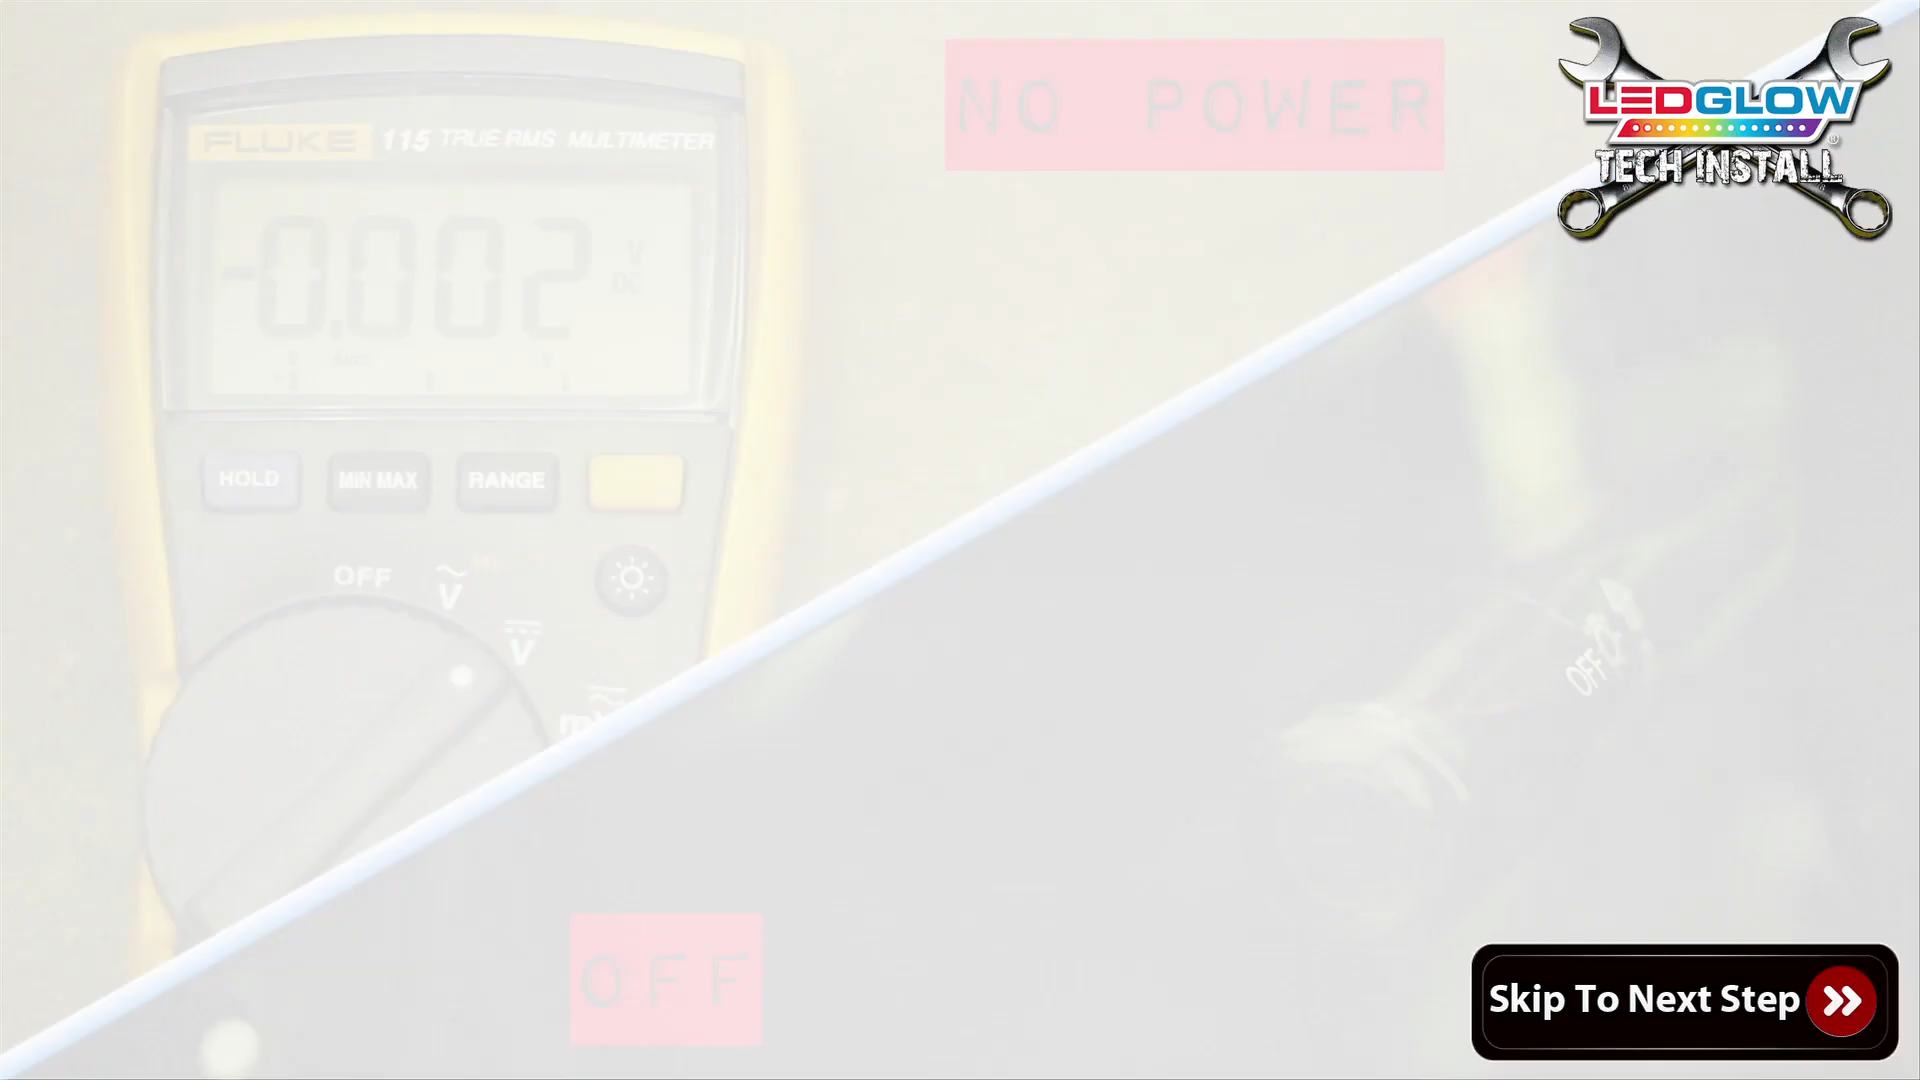 NO POWER
LEDGLOW
TECH INSTALL
FLUKE 115 TRUE RMS MULTIMETER
-0.002 V
DC
HOLD MIN MAX RANGE
OFF V
V
OFF
OFF
Skip To Next Step